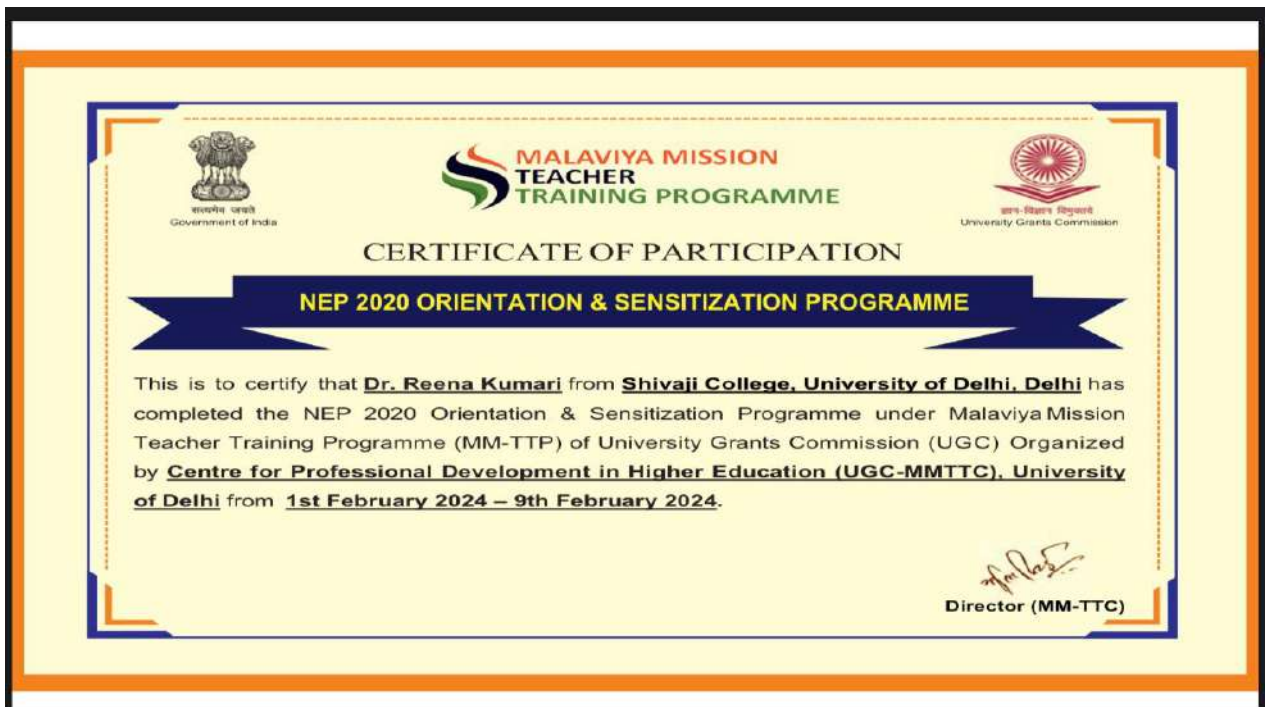 MALAVIYA MISSION
TEACHER
TRAINING PROGRAMME
सत्यमेव जयते
Government of India
ज्ञान-विज्ञान विमुक्तये
University Grants Commission
CERTIFICATE OF PARTICIPATION
NEP 2020 ORIENTATION & SENSITIZATION PROGRAMME
This is to certify that Dr. Reena Kumari from Shivaji College, University of Delhi, Delhi has
completed the NEP 2020 Orientation & Sensitization Programme under Malaviya Mission
Teacher Training Programme (MM-TTP) of University Grants Commission (UGC) Organized
by Centre for Professional Development in Higher Education (UGC-MMTTC), University
of Delhi from 1st February 2024 – 9th February 2024.
Director (MM-TTC)